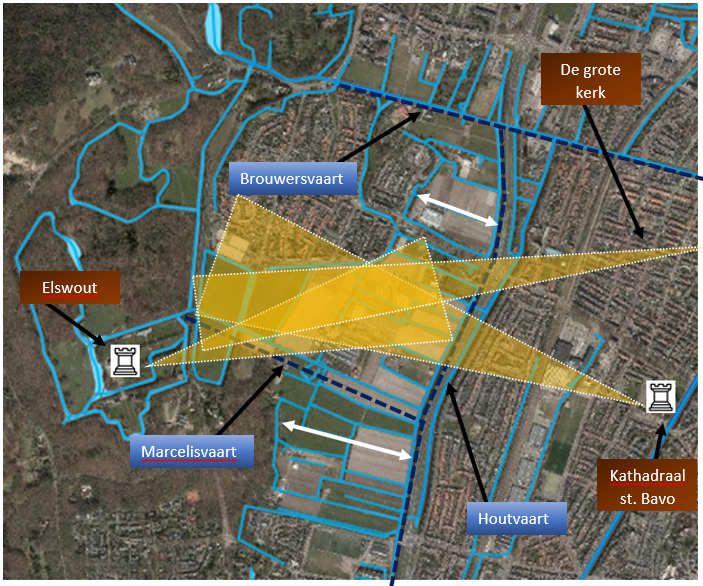 De grote
kerk
Brouwersvaart
Elswout
Marcelisvaart
Kathadraal
st. Bavo
Houtvaart